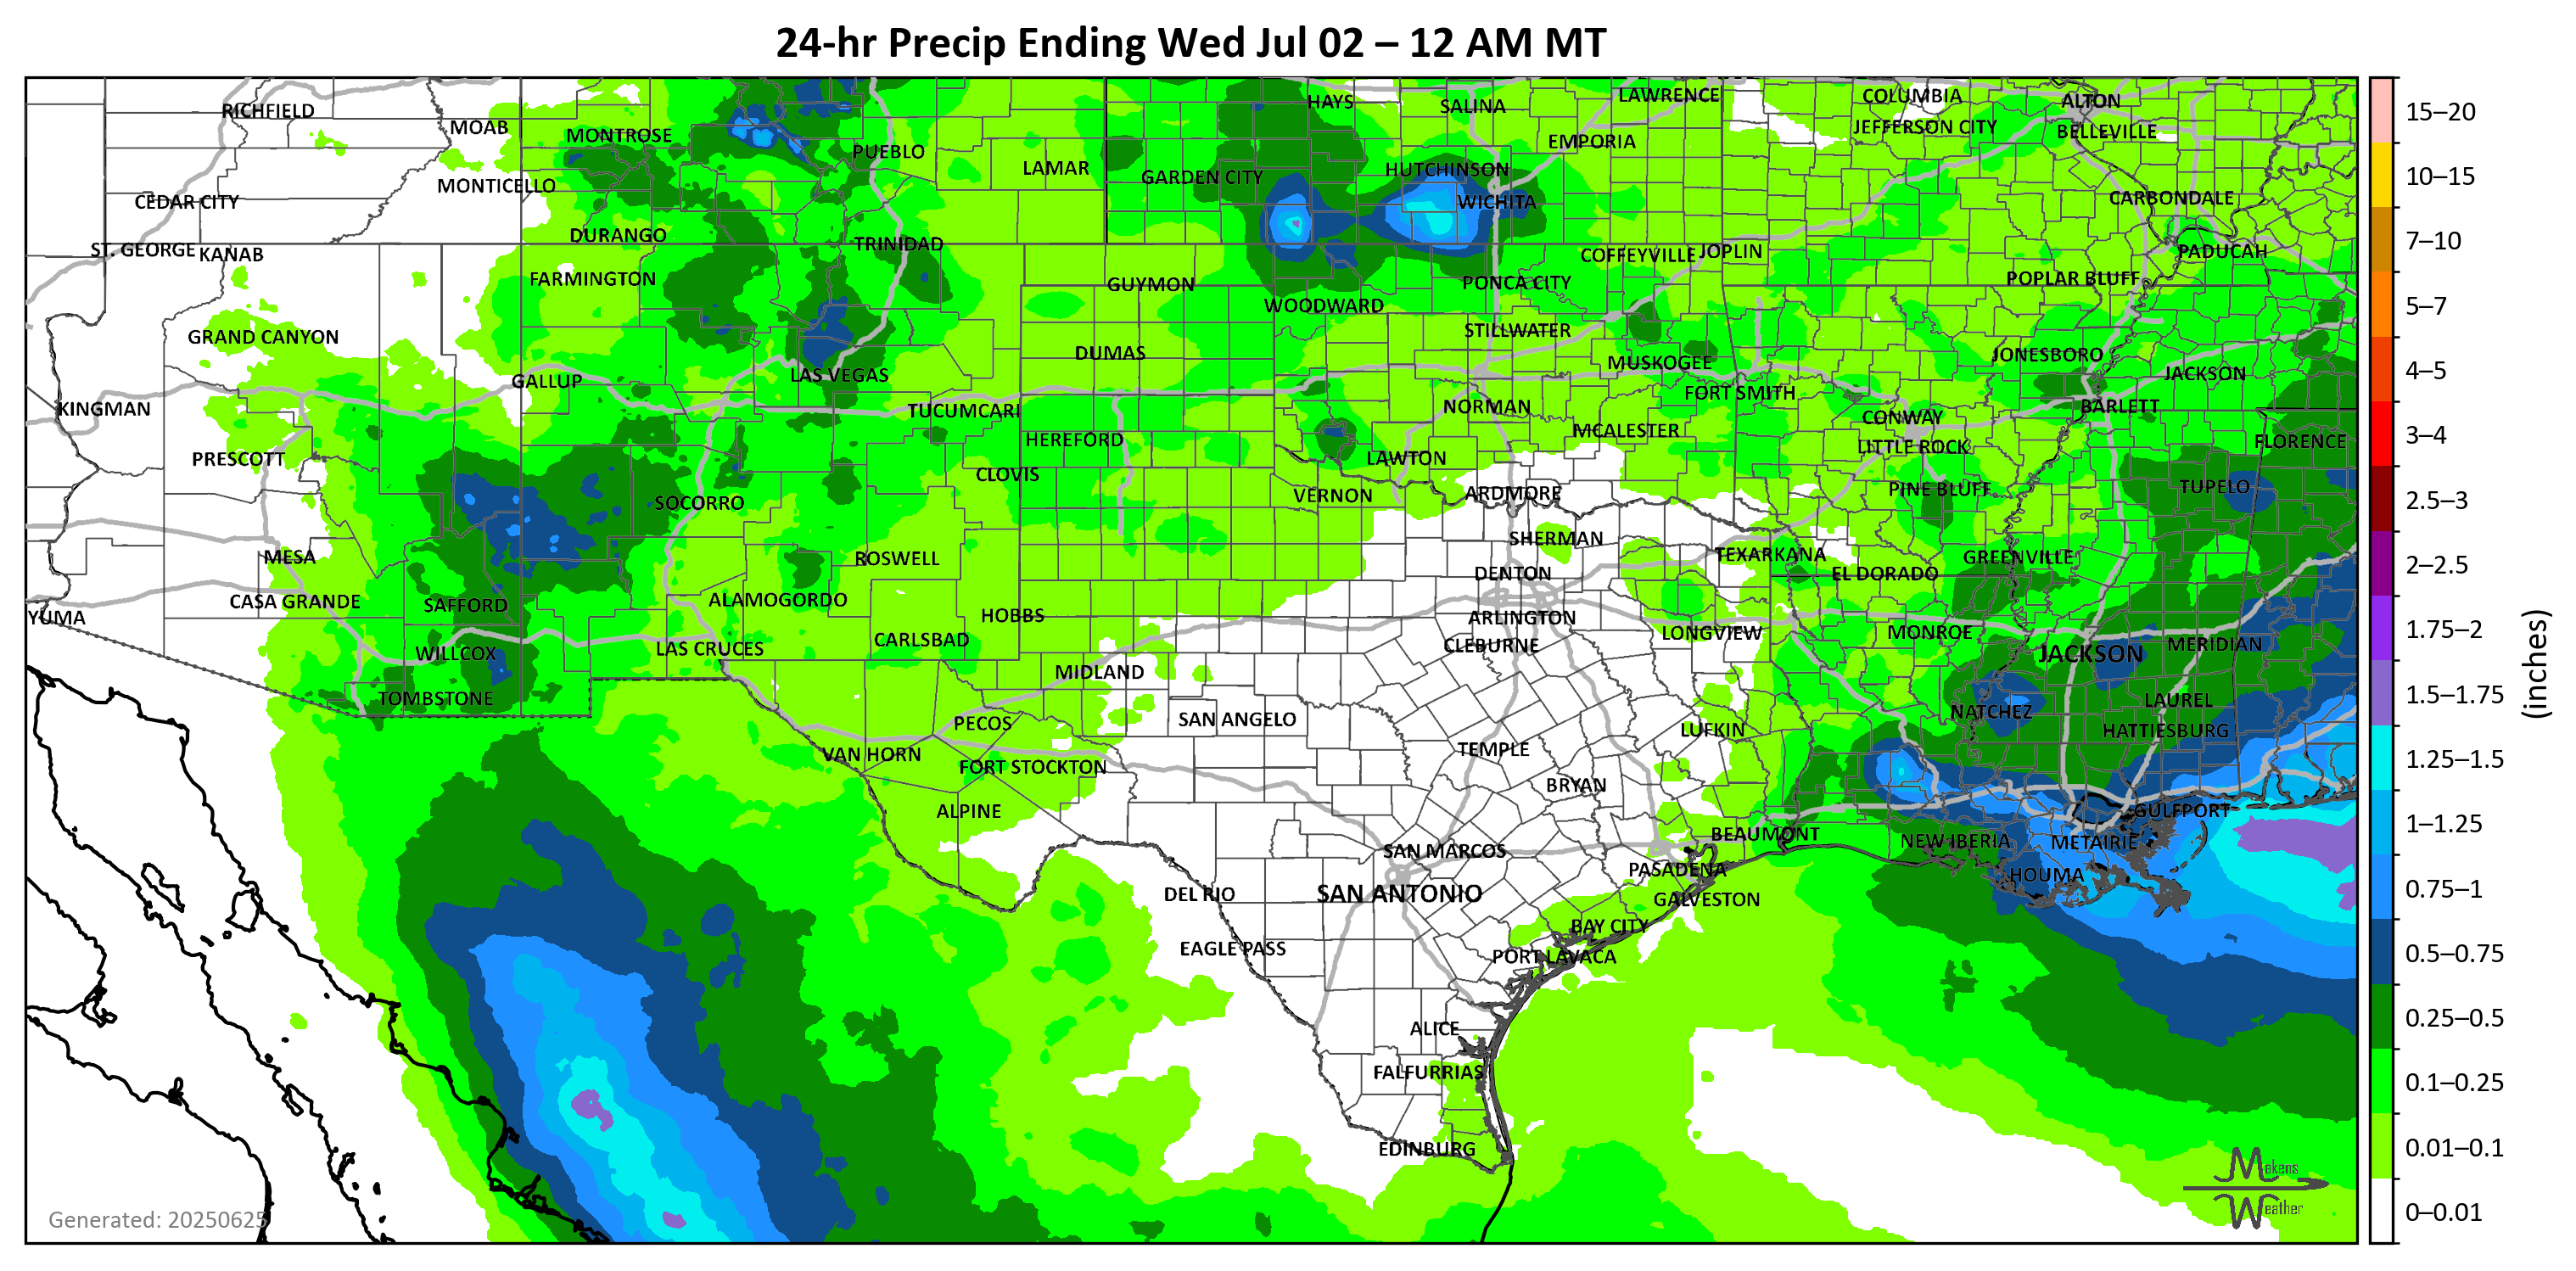 24-hr Precip Ending Wed Jul 02 – 12 AM MT
RICHFIELD
MOAB
MONTROSE
PUEBLO
LAMAR
HAYS
SALINA
LAWRENCE
COLUMBIA
ALTON
JEFFERSON CITY
BELLEVILLE
EMPORIA
MONTICELLO
GARDEN CITY
HUTCHINSON
CEDAR CITY
WICHITA
CARBONDALE
DURANGO
TRINIDAD
ST. GEORGE
KANAB
COFFEYVILLE
JOPLIN
PADUCAH
FARMINGTON
GUYMON
PONCA CITY
POPLAR BLUFF
WOODWARD
GRAND CANYON
STILLWATER
DUMAS
MUSKOGEE
JONESBORO
GALLUP
LAS VEGAS
FORT SMITH
JACKSON
KINGMAN
TUCUMCARI
NORMAN
CONWAY
BARLETT
HEREFORD
MCALESTER
LITTLE ROCK
FLORENCE
PRESCOTT
CLOVIS
LAWTON
SOCORRO
VERNON
ARDMORE
PINE BLUFF
TUPELO
MESA
ROSWELL
SHERMAN
TEXARKANA
GREENVILLE
DENTON
EL DORADO
CASA GRANDE
SAFFORD
ALAMOGORDO
YUMA
HOBBS
ARLINGTON
LONGVIEW
MONROE
WILLCOX
LAS CRUCES
CARLSBAD
CLEBURNE
JACKSON
MERIDIAN
MIDLAND
TOMBSTONE
LAUREL
PECOS
SAN ANGELO
NATCHEZ
LUFKIN
HATTIESBURG
VAN HORN
FORT STOCKTON
TEMPLE
BRYAN
ALPINE
GULFPORT
BEAUMONT
NEW IBERIA
METAIRIE
SAN MARCOS
PASADENA
HOUMA
DEL RIO
SAN ANTONIO
GALVESTON
BAY CITY
EAGLE PASS
PORT LAVACA
ALICE
FALFURRIAS
EDINBURG
Generated: 20250625
Makens
Weather
15–20
10–15
7–10
5–7
4–5
3–4
2.5–3
2–2.5
1.75–2
1.5–1.75
1.25–1.5
1–1.25
0.75–1
0.5–0.75
0.25–0.5
0.1–0.25
0.01–0.1
0–0.01
(inches)